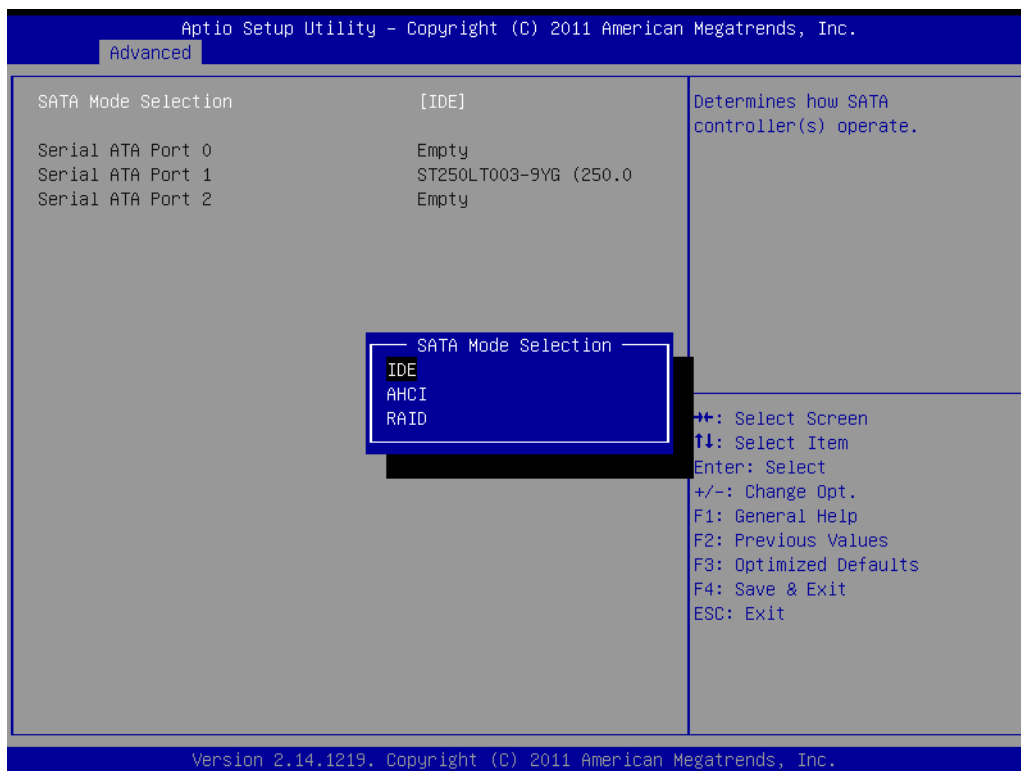 Aptio Setup Utility – Copyright (C) 2011 American Megatrends, Inc.
Advanced
SATA Mode Selection [IDE]
Serial ATA Port 0 Empty
Serial ATA Port 1 ST250LT003-9YG (250.0
Serial ATA Port 2 Empty
SATA Mode Selection
IDE
AHCI
RAID
Determines how SATA
controller(s) operate.
→←: Select Screen
↑↓: Select Item
Enter: Select
+/-: Change Opt.
F1: General Help
F2: Previous Values
F3: Optimized Defaults
F4: Save & Exit
ESC: Exit
Version 2.14.1219. Copyright (C) 2011 American Megatrends, Inc.